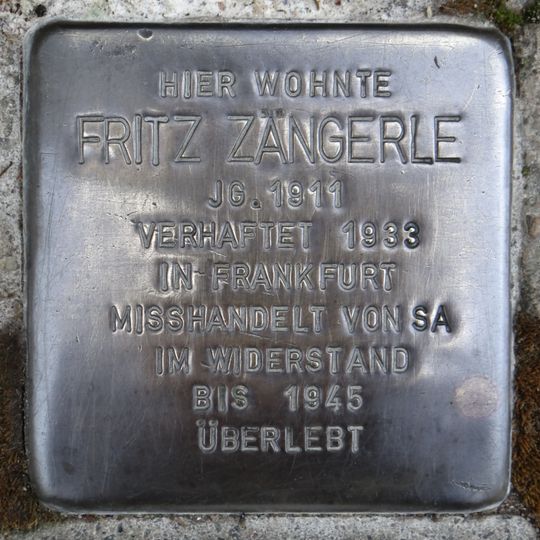 HIER WOHNTE
FRITZ ZÄNGERLE
JG. 1911
VERHAFTET 1933
IN FRANKFURT
MISSHANDELT VON SA
IM WIDERSTAND
BIS 1945
ÜBERLEBT